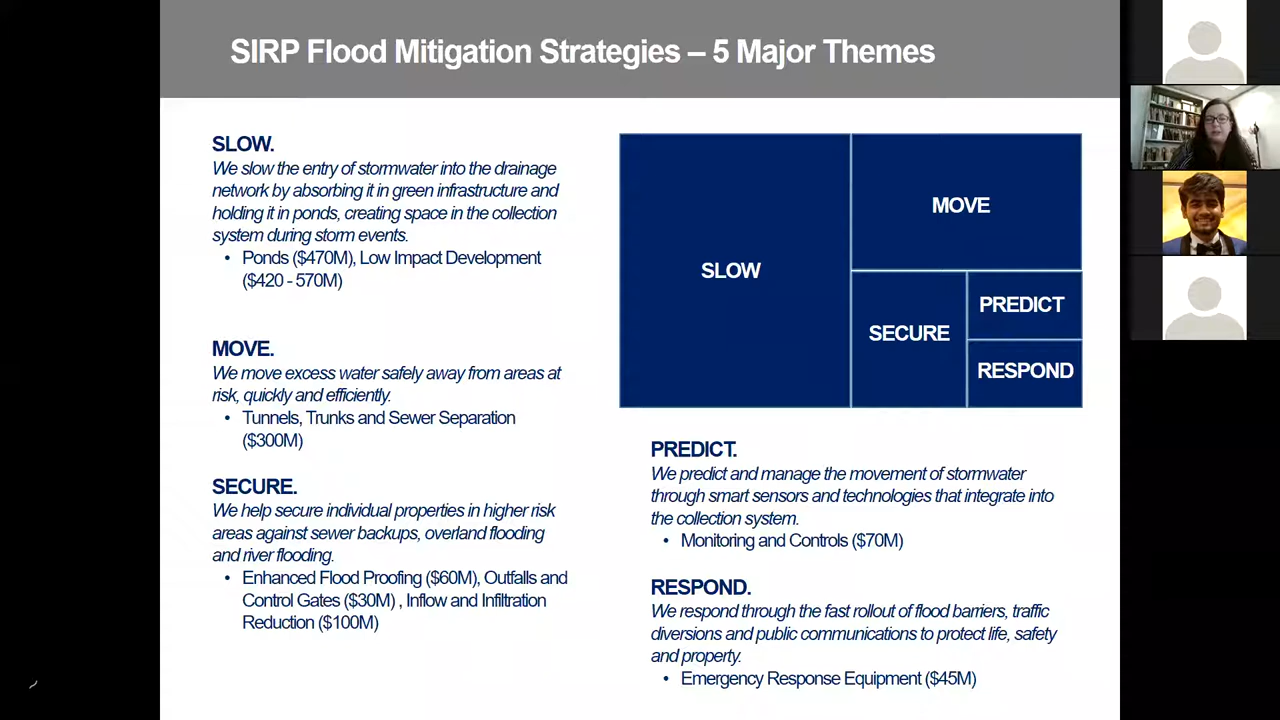 SIRP Flood Mitigation Strategies – 5 Major Themes
SLOW.
We slow the entry of stormwater into the drainage
network by absorbing it in green infrastructure and
holding it in ponds, creating space in the collection
system during storm events.
• Ponds ($470M), Low Impact Development
($420 - 570M)
MOVE.
We move excess water safely away from areas at
risk, quickly and efficiently.
• Tunnels, Trunks and Sewer Separation
($300M)
SECURE.
We help secure individual properties in higher risk
areas against sewer backups, overland flooding
and river flooding.
• Enhanced Flood Proofing ($60M), Outfalls and
Control Gates ($30M) , Inflow and Infiltration
Reduction ($100M)
SLOW
MOVE
SECURE
PREDICT
RESPOND
PREDICT.
We predict and manage the movement of stormwater
through smart sensors and technologies that integrate into
the collection system.
• Monitoring and Controls ($70M)
RESPOND.
We respond through the fast rollout of flood barriers, traffic
diversions and public communications to protect life, safety
and property.
• Emergency Response Equipment ($45M)